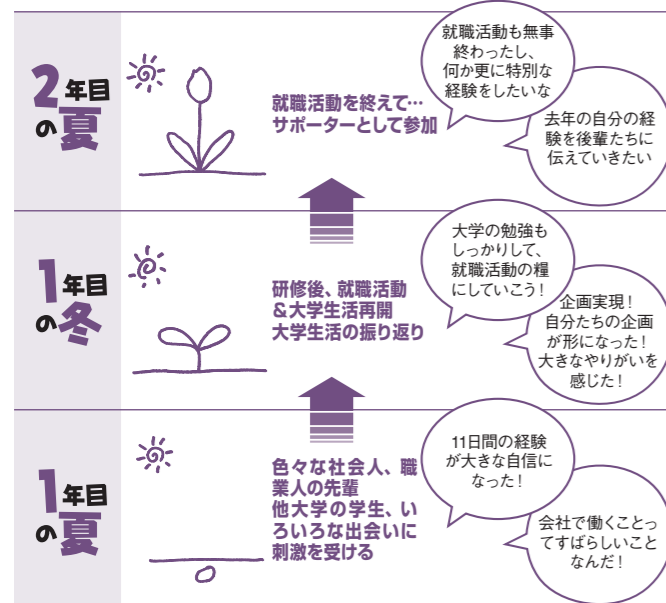 2年目
の夏
就職活動を終えて…
サポーターとして参加
就職活動も無事
終わったし、
何か更に特別な
経験をしたいな
去年の自分の経
験を後輩たちに
伝えていきたい
1年目
の冬
研修後、就職活動
&大学生活再開
大学生活の振り返り
大学の勉強も
しっかりして、
就職活動の糧
にしていこう！
企画実現！
自分たちの企画
が形になった！
大きなやりがいを
感じた！
1年目
の夏
色々な社会人、職
業人の先輩
他大学の学生、い
ろいろな出会いに
刺激を受ける
11日間の経験
が大きな自信に
なった！
会社で働くことっ
てすばらしいこと
なんだ！